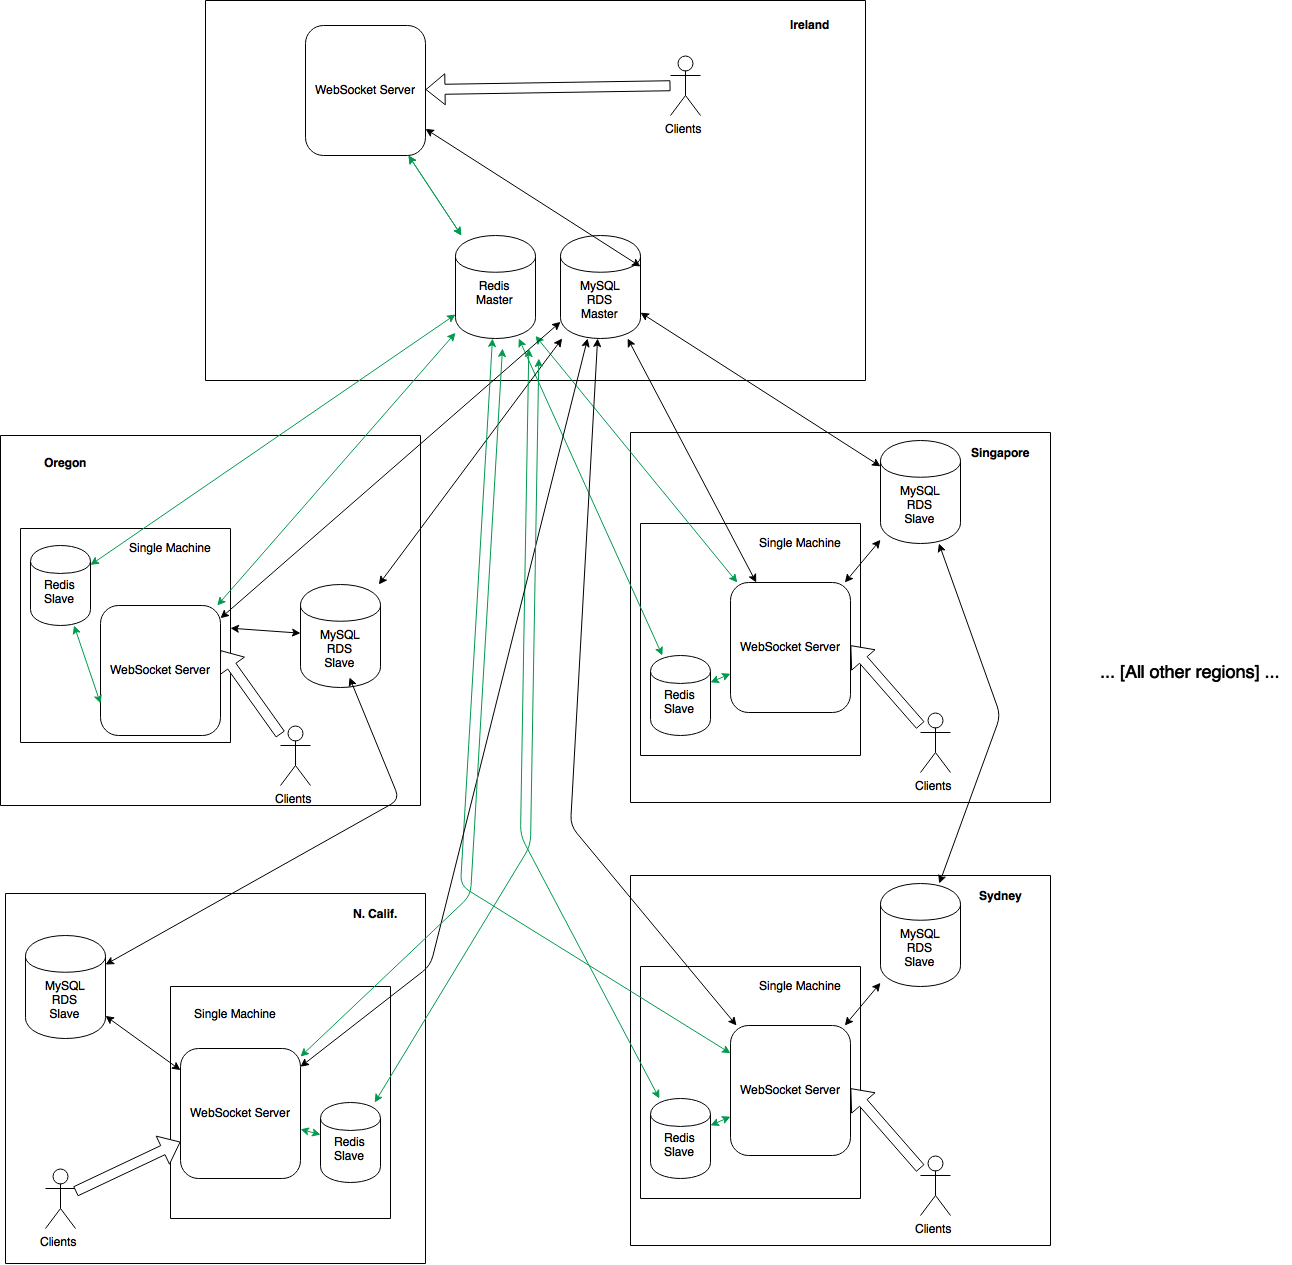 Ireland
WebSocket Server
Clients
Redis
Master
MySQL
RDS
Master
Oregon
Single Machine
Redis
Slave
WebSocket Server
MySQL
RDS
Slave
Clients
Singapore
MySQL
RDS
Slave
Single Machine
WebSocket Server
Redis
Slave
Clients
... [All other regions] ...
N. Calif.
MySQL
RDS
Slave
Single Machine
WebSocket Server
Redis
Slave
Clients
Sydney
MySQL
RDS
Slave
Single Machine
WebSocket Server
Redis
Slave
Clients